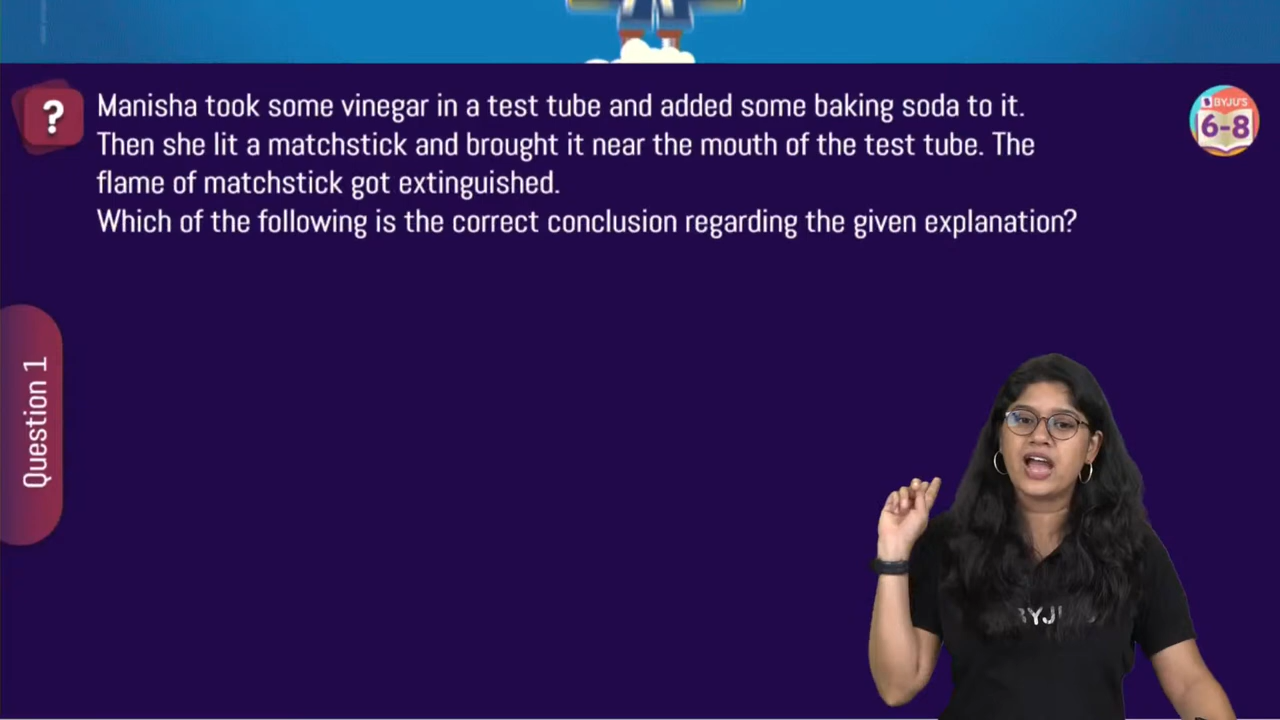 ?
Manisha took some vinegar in a test tube and added some baking soda to it.
Then she lit a matchstick and brought it near the mouth of the test tube. The
flame of matchstick got extinguished.
Which of the following is the correct conclusion regarding the given explanation?
BYJU'S
6-8
Question 1